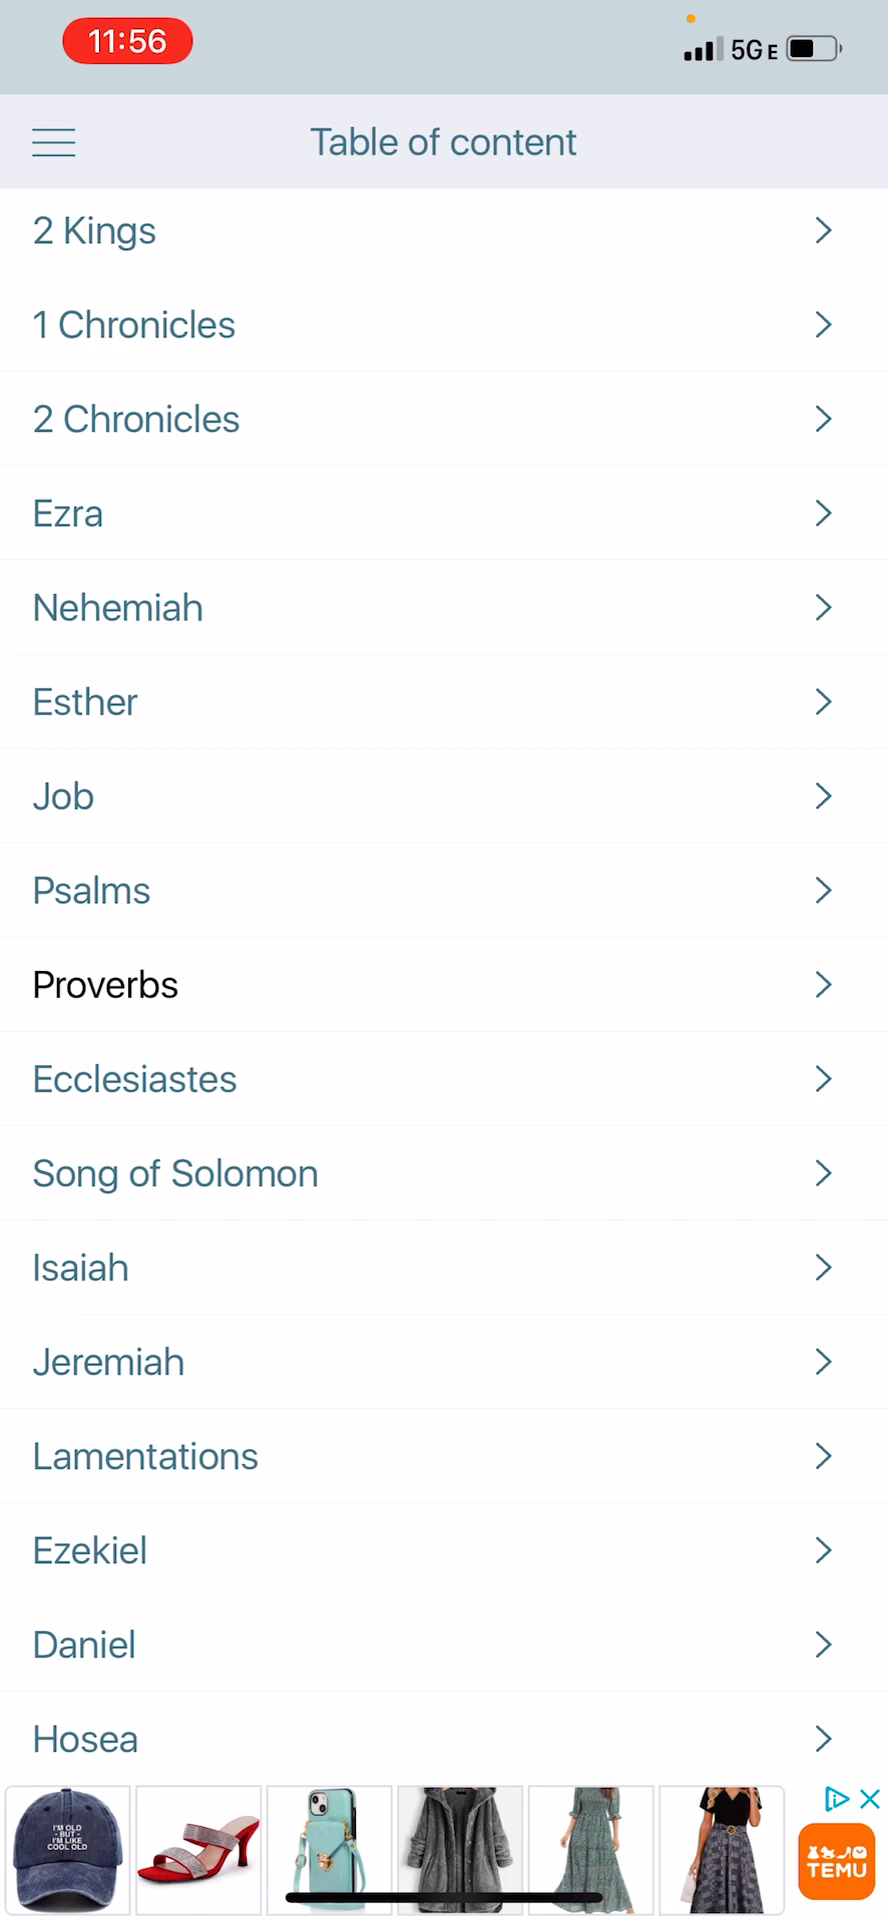 11:56
5GE
Table of content
2 Kings
1 Chronicles
2 Chronicles
Ezra
Nehemiah
Esther
Job
Psalms
Proverbs
Ecclesiastes
Song of Solomon
Isaiah
Jeremiah
Lamentations
Ezekiel
Daniel
Hosea
I'M OLD
- BUT -
I'M LIKE
COOL OLD
TEMU